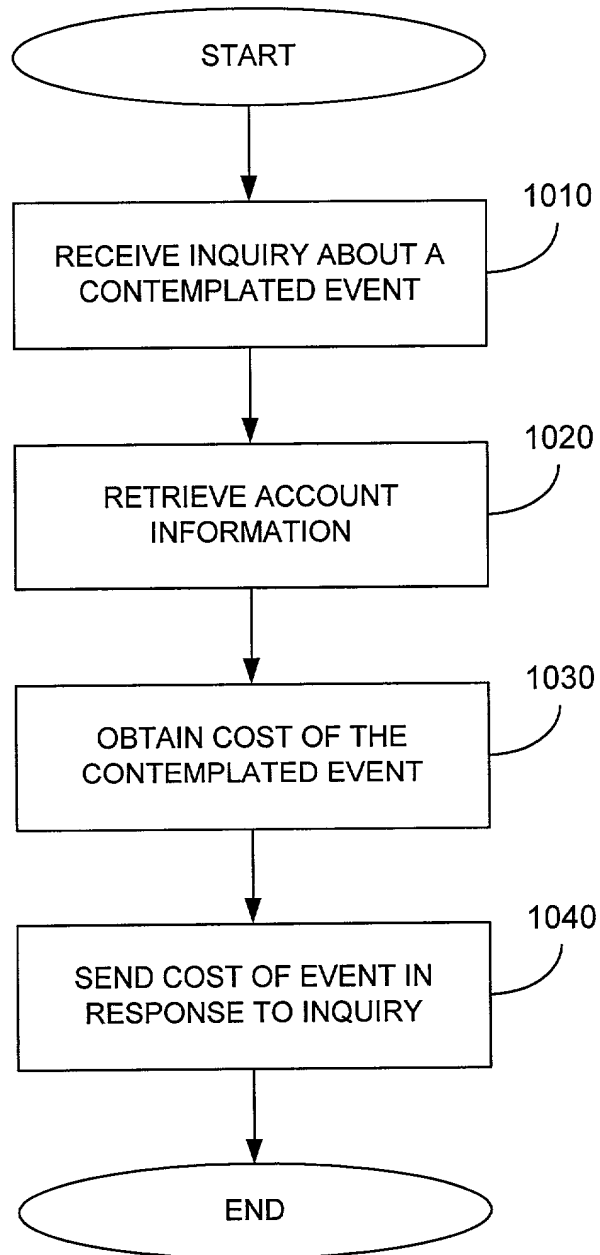 START
1010
RECEIVE INQUIRY ABOUT A
CONTEMPLATED EVENT
1020
RETRIEVE ACCOUNT
INFORMATION
1030
OBTAIN COST OF THE
CONTEMPLATED EVENT
1040
SEND COST OF EVENT IN
RESPONSE TO INQUIRY
END